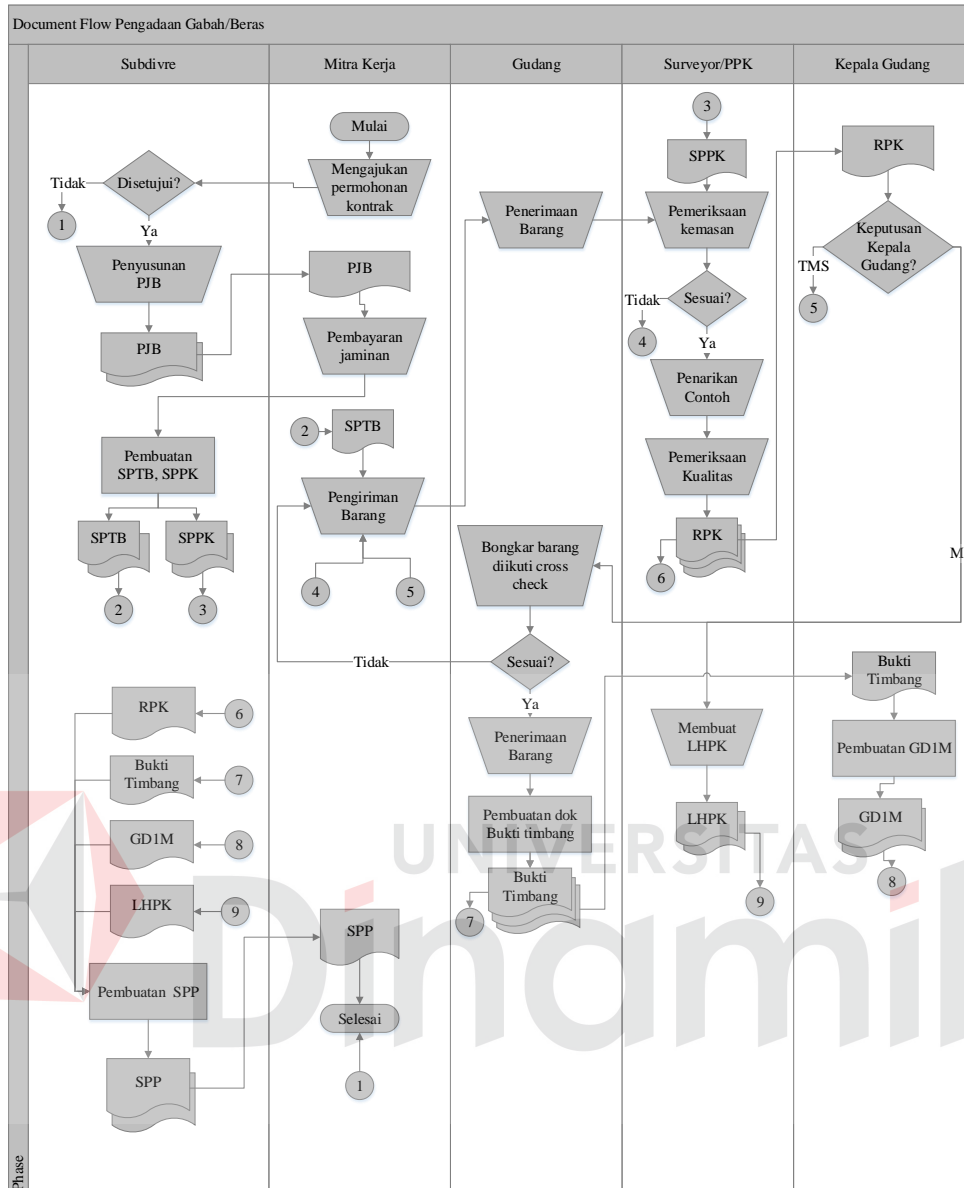 Document Flow Pengadaan Gabah/Beras
Subdivre
Mitra Kerja
Gudang
Surveyor/PPK
Kepala Gudang
Phase
Tidak
Disetujui?
1
Ya
Penyusunan
PJB
PJB
Pembuatan
SPTB, SPPK
SPTB
SPPK
2
3
RPK
6
Bukti
Timbang
7
GD1M
8
LHPK
9
Pembuatan SPP
SPP
Mulai
Mengajukan
permohonan
kontrak
PJB
Pembayaran
jaminan
2
SPTB
Pengiriman
Barang
4
5
Tidak
SPP
Selesai
1
Penerimaan
Barang
Bongkar barang
diikuti cross
check
Sesuai?
Ya
Penerimaan
Barang
Pembuatan dok
Bukti timbang
Bukti
Timbang
7
3
SPPK
Pemeriksaan
kemasan
Tidak
Sesuai?
4
Ya
Penarikan
Contoh
Pemeriksaan
Kualitas
RPK
6
Membuat
LHPK
LHPK
9
RPK
Keputusan
Kepala
Gudang?
TMS
5
M
Bukti
Timbang
Pembuatan GD1M
GD1M
8
UNIVERSITAS
Dinami